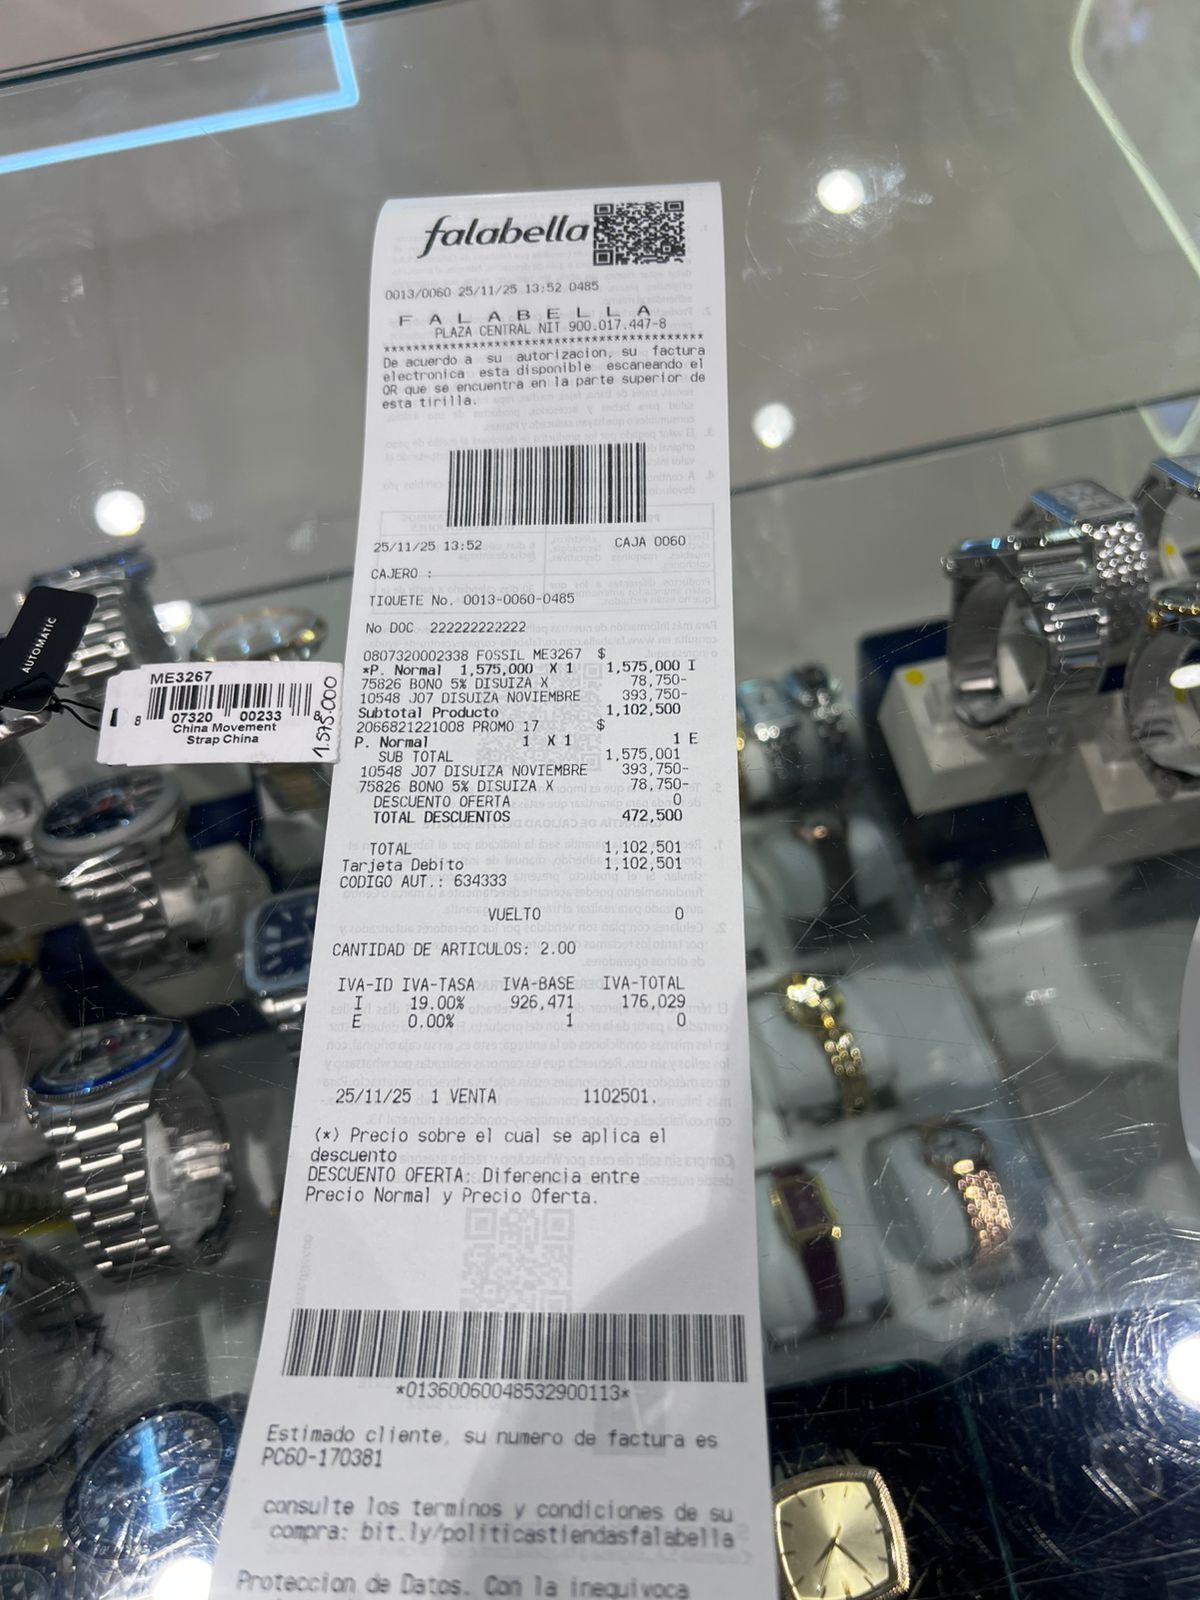 falabella
0013/0060 25/11/25 13:52 0485
F A L A B E L L A
PLAZA CENTRAL NIT 900.017.447-8
****************************************
De acuerdo a su autorizacion, su factura
electronica esta disponible escaneando el
QR que se encuentra en la parte superior de
esta tirilla.
25/11/25 13:52 CAJA 0060
CAJERO :
TIQUETE No. 0013-0060-0485
No DOC 222222222222
0807320002338 FOSSIL ME3267 $
*P. Normal 1,575,000 X 1 1,575,000 I
75826 BONO 5% DISUIZA X 78,750-
10548 JO7 DISUIZA NOVIEMBRE 393,750-
Subtotal Producto 1,102,500
2066821221008 PROMO 17 $
P. Normal 1 X 1 1 E
SUB TOTAL 1,575,001
10548 JO7 DISUIZA NOVIEMBRE 393,750-
75826 BONO 5% DISUIZA X 78,750-
DESCUENTO OFERTA 0
TOTAL DESCUENTOS 472,500
TOTAL 1,102,501
Tarjeta Debito 1,102,501
CODIGO AUT.: 634333
VUELTO 0
CANTIDAD DE ARTICULOS: 2.00
IVA-ID IVA-TASA IVA-BASE IVA-TOTAL
I 19.00% 926,471 176,029
E 0.00% 1 0
25/11/25 1 VENTA 1102501.
(*) Precio sobre el cual se aplica el
descuento
DESCUENTO OFERTA: Diferencia entre
Precio Normal y Precio Oferta.
*01360060048532900113*
Estimado cliente, su numero de factura es
PC60-170381
consulte los terminos y condiciones de su
compra: bit.ly/politicastiendasfalabella
Proteccion de Datos. Con la inequivoca
AUTOMATIC
ME3267
8 07320 00233 8
China Movement
Strap China
1.575.000